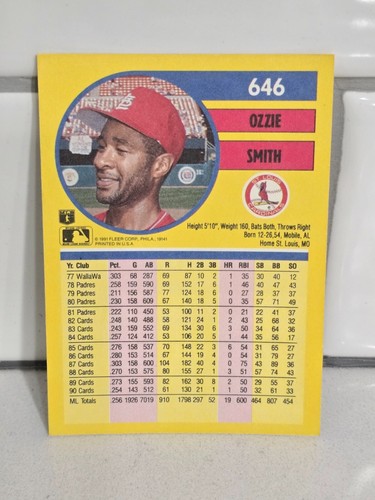 646
OZZIE
SMITH
ST. LOUIS
CARDINALS
© 1991 FLEER CORP., PHILA., 19141
PRINTED IN U.S.A.
Height 5'10", Weight 160, Bats Both, Throws Right
Born 12-26,54, Mobile, AL
Home St. Louis, MO
Yr. Club Pct. G AB R H 2B 3B HR RBI SB BB SO
77 WallaWa 303 68 287 69 87 10 2 1 35 30 40 12
78 Padres 258 159 590 69 152 17 6 1 46 40 47 43
79 Padres 211 156 587 77 124 18 6 0 27 28 37 37
80 Padres 230 158 609 67 140 18 5 0 35 57 71 49
81 Padres 222 110 450 53 100 11 2 0 21 22 41 37
82 Cards 248 140 488 58 121 24 1 2 43 25 68 32
83 Cards 243 159 552 69 134 30 6 3 50 34 64 36
84 Cards 257 124 412 53 106 20 5 1 44 35 56 17
85 Cards 276 158 537 70 148 22 3 6 54 31 65 27
86 Cards 280 153 514 67 144 19 4 0 54 31 79 27
87 Cards 303 158 600 104 182 40 4 0 75 43 89 36
88 Cards 270 153 575 80 155 27 1 3 51 57 74 43
89 Cards 273 155 593 82 162 30 8 2 50 29 55 37
90 Cards 254 143 512 61 130 21 1 1 50 32 61 33
ML Totals 256 1926 7019 910 1798 297 52 19 600 464 807 454